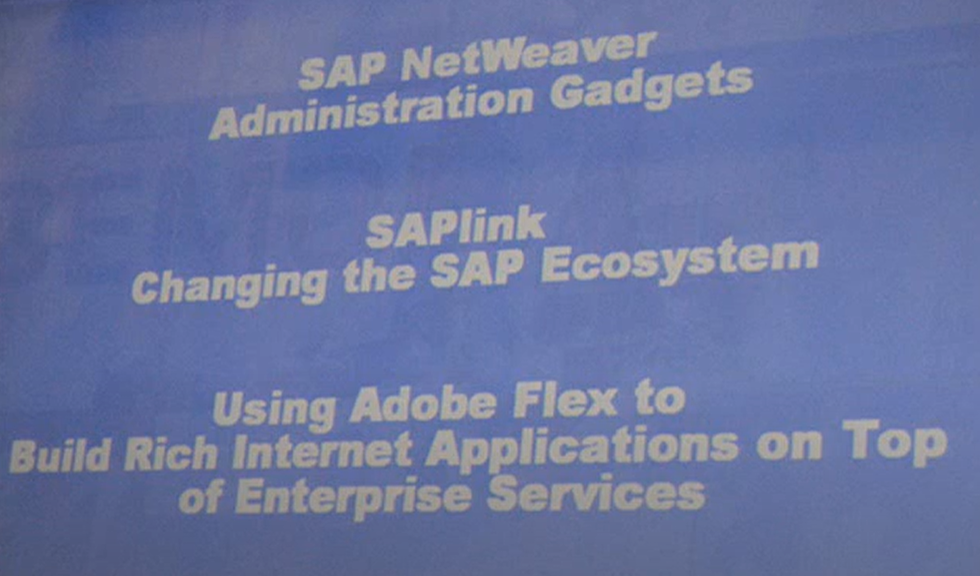 SAP NetWeaver
Administration Gadgets
SAPlink
Changing the SAP Ecosystem
Using Adobe Flex to
Build Rich Internet Applications on Top
of Enterprise Services